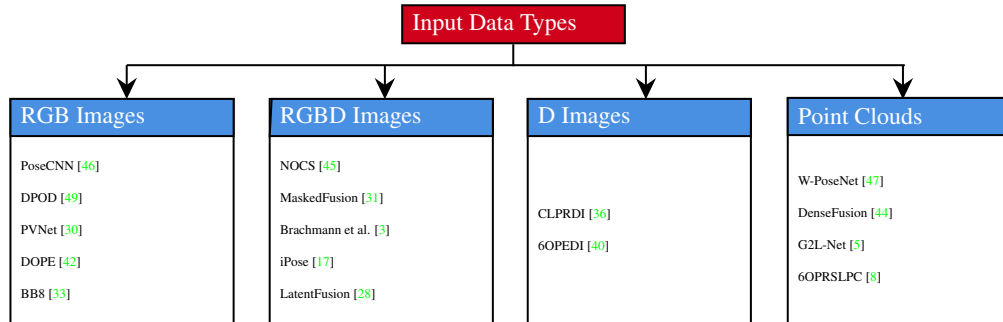 Input Data Types
RGB Images
PoseCNN [46]
DPOD [49]
PVNet [30]
DOPE [42]
BB8 [33]
RGBD Images
NOCS [45]
MaskedFusion [31]
Brachmann et al. [3]
iPose [17]
LatentFusion [28]
D Images
CLPRDI [36]
6OPEDI [40]
Point Clouds
W-PoseNet [47]
DenseFusion [44]
G2L-Net [5]
6OPRSLPC [8]